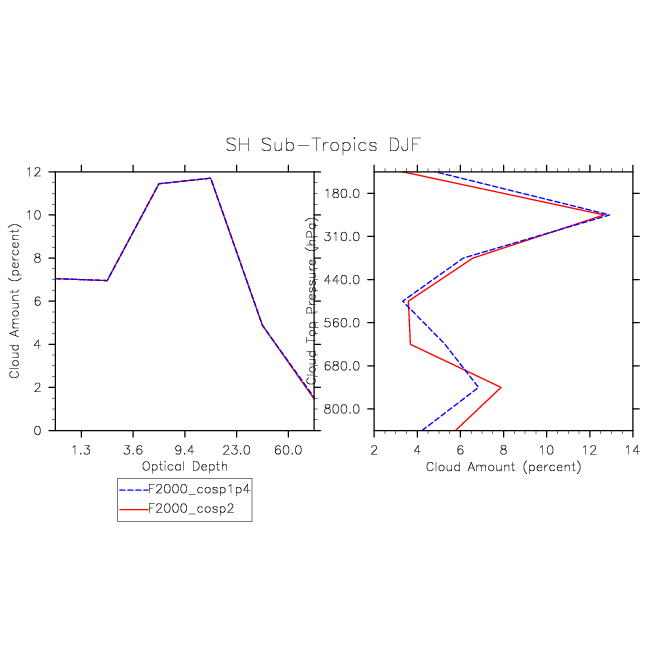 SH Sub-Tropics DJF
Cloud Amount (percent)
12
10
8
6
4
2
0
1.3 3.6 9.4 23.0 60.0
Optical Depth
Cloud Top Pressure (hPa)
180.0
310.0
440.0
560.0
680.0
800.0
2 4 6 8 10 12 14
Cloud Amount (percent)
F2000_cosp1p4
F2000_cosp2